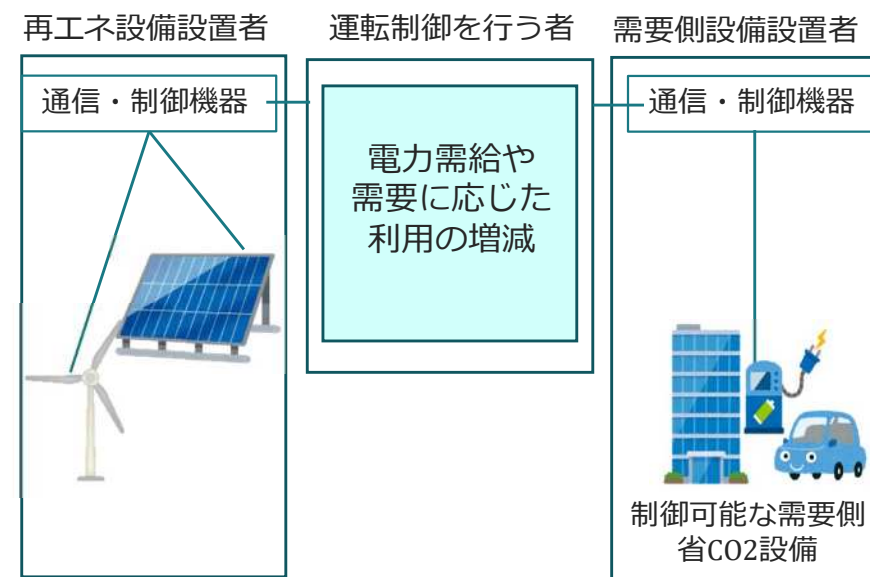 再エネ設備設置者
運転制御を行う者
需要側設備設置者
通信・制御機器
電力需給や
需要に応じた
利用の増減
通信・制御機器
制御可能な需要側
省CO2設備